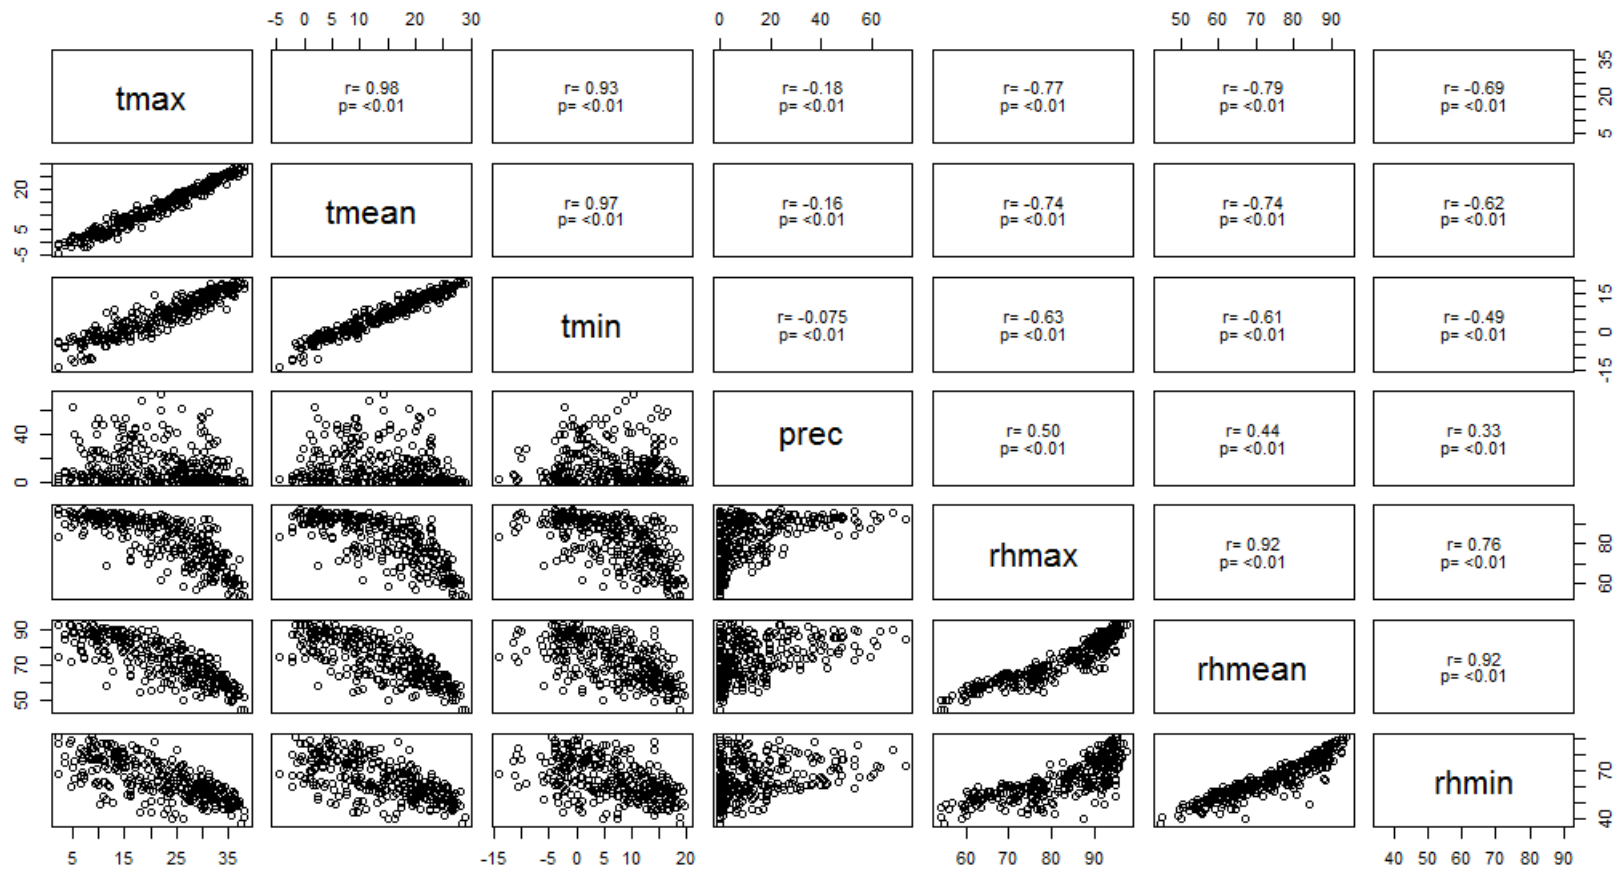 -5 0 5 10 20 30 0 20 40 60 50 60 70 80 90
tmax
r= 0.98
p= <0.01
r= 0.93
p= <0.01
r= -0.18
p= <0.01
r= -0.77
p= <0.01
r= -0.79
p= <0.01
r= -0.69
p= <0.01
5 20 35
-5 5 20
tmean
r= 0.97
p= <0.01
r= -0.16
p= <0.01
r= -0.74
p= <0.01
r= -0.74
p= <0.01
r= -0.62
p= <0.01
tmin
r= -0.075
p= <0.01
r= -0.63
p= <0.01
r= -0.61
p= <0.01
r= -0.49
p= <0.01
-15 0 15
0 40
prec
r= 0.50
p= <0.01
r= 0.44
p= <0.01
r= 0.33
p= <0.01
rhmax
r= 0.92
p= <0.01
r= 0.76
p= <0.01
60 80
50 70 90
rhmean
r= 0.92
p= <0.01
rhmin
40 70
5 15 25 35 -15 -5 0 5 10 20 60 70 80 90 40 50 60 70 80 90